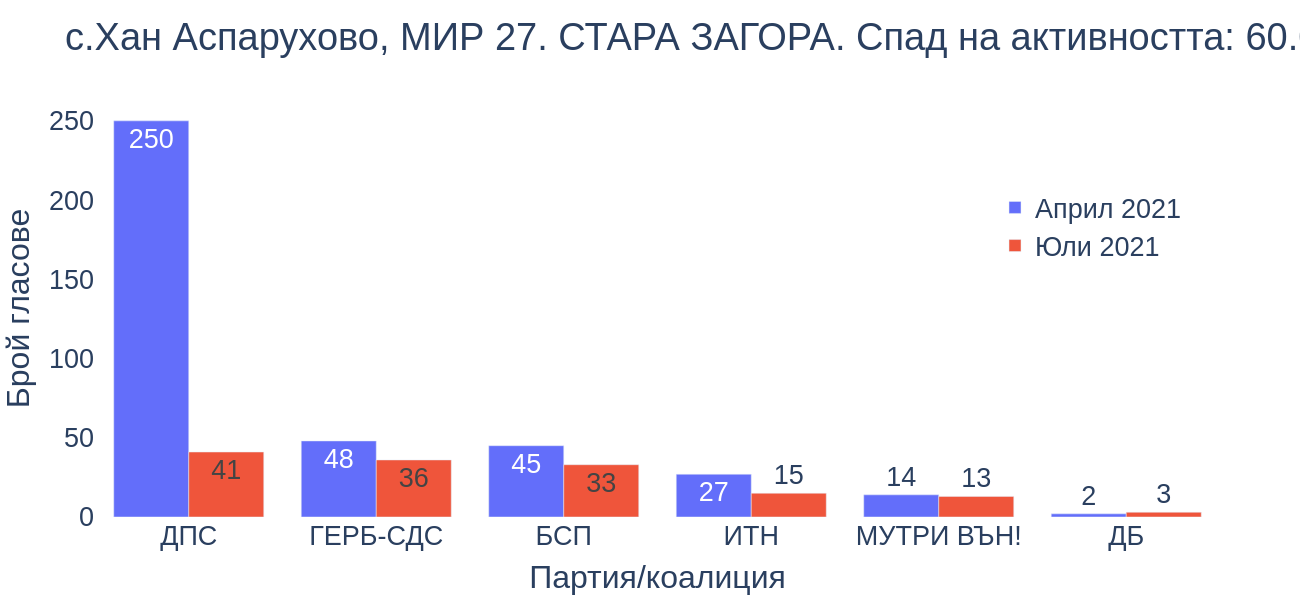 с.Хан Аспарухово, МИР 27. СТАРА ЗАГОРА. Спад на активността: 60.
250
200
150
100
50
0
Брой гласове
250
41
48
36
45
33
27
15
14
13
2
3
Април 2021
Юли 2021
ДПС
ГЕРБ-СДС
БСП
ИТН
МУТРИ ВЪН!
ДБ
Партия/коалиция